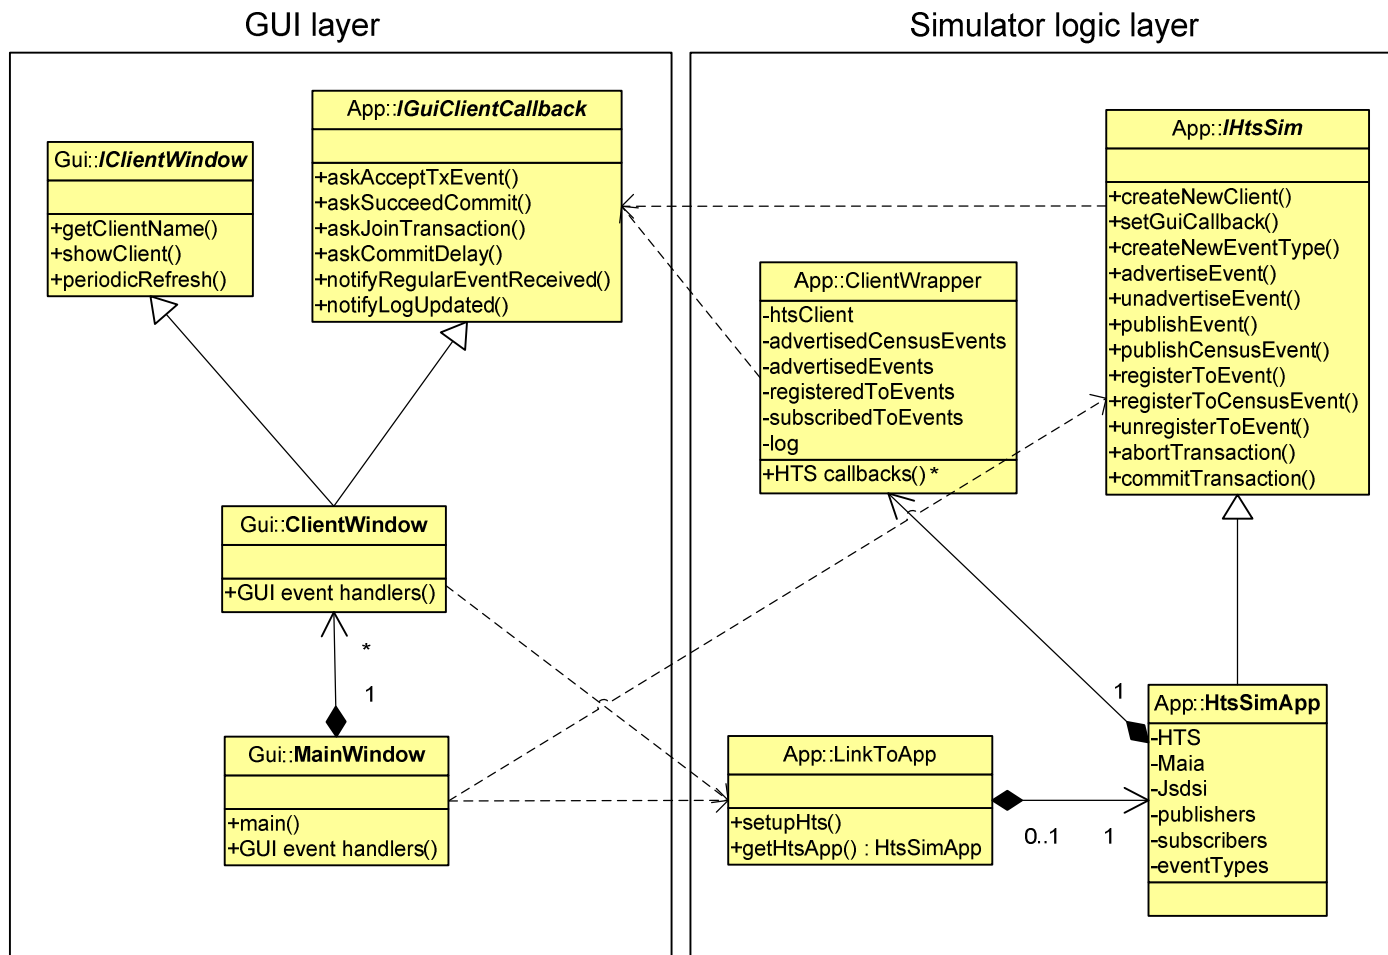 GUI layer
Simulator logic layer
App::IGuiClientCallback
+askAcceptTxEvent()
+askSucceedCommit()
+askJoinTransaction()
+askCommitDelay()
+notifyRegularEventReceived()
+notifyLogUpdated()
Gui::IClientWindow
+getClientName()
+showClient()
+periodicRefresh()
App::IHtsSim
+createNewClient()
+setGuiCallback()
+createNewEventType()
+advertiseEvent()
+unadvertiseEvent()
+publishEvent()
+publishCensusEvent()
+registerToEvent()
+registerToCensusEvent()
+unregisterToEvent()
+abortTransaction()
+commitTransaction()
App::ClientWrapper
-htsClient
-advertisedCensusEvents
-advertisedEvents
-registeredToEvents
-subscribedToEvents
-log
+HTS callbacks()
*
Gui::ClientWindow
+GUI event handlers()
*
1
Gui::MainWindow
+main()
+GUI event handlers()
App::LinkToApp
+setupHts()
+getHtsApp() : HtsSimApp
0..1
1
1
App::HtsSimApp
-HTS
-Maia
-Jsdsi
-publishers
-subscribers
-eventTypes